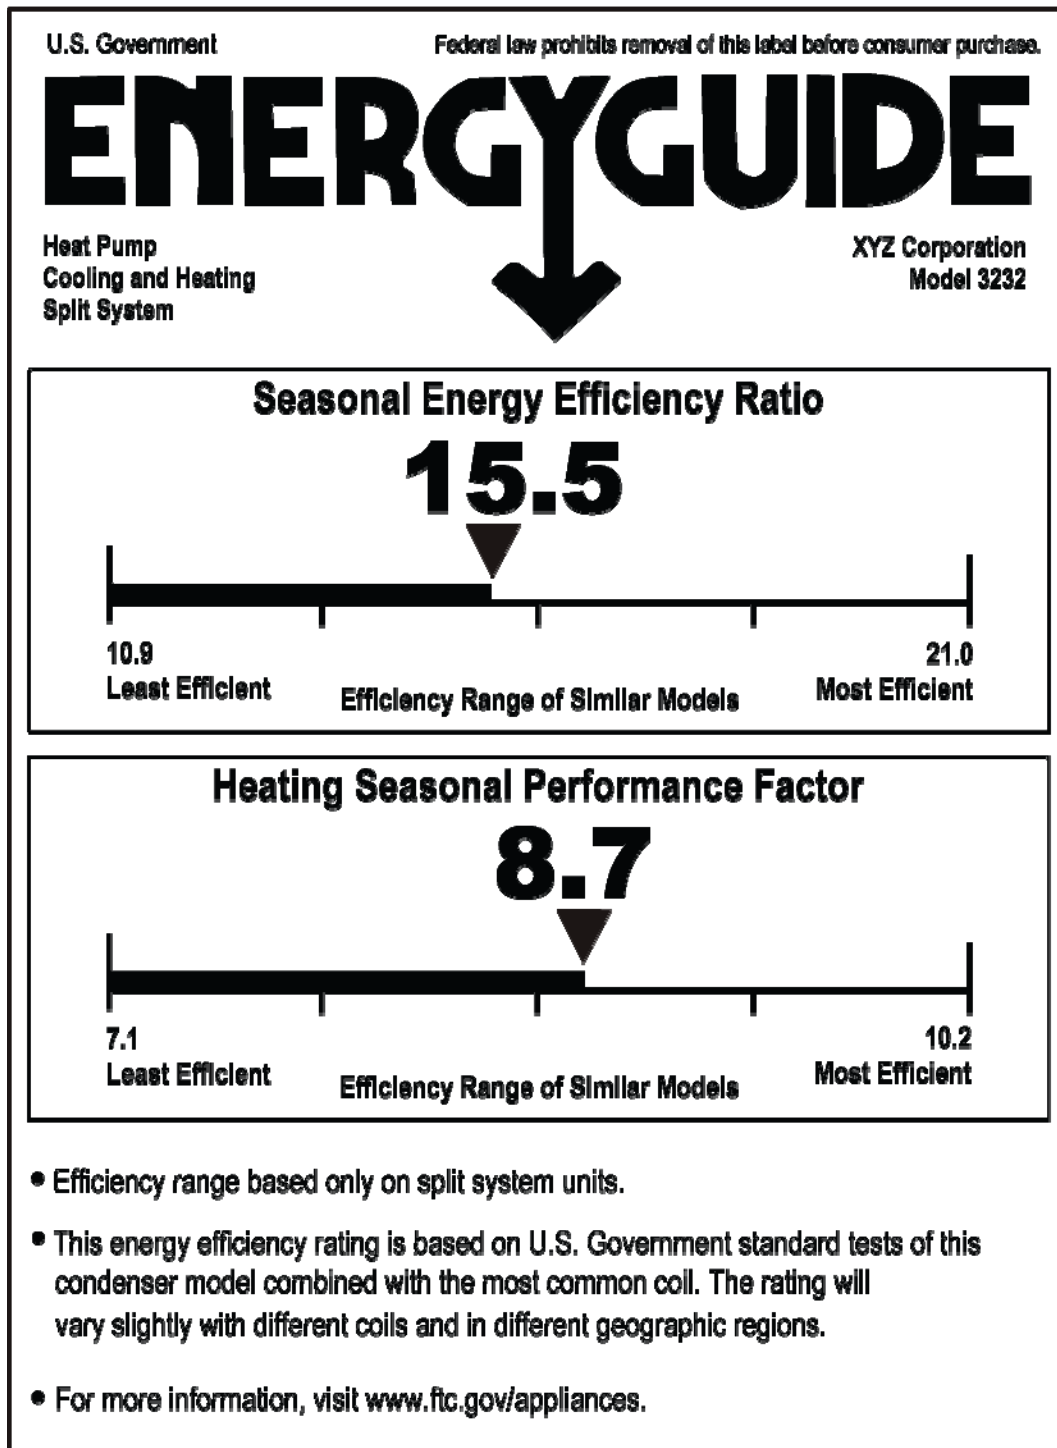 U.S. Government
Federal law prohibits removal of this label before consumer purchase.
ENERGYGUIDE
Heat Pump
Cooling and Heating
Split System
XYZ Corporation
Model 3232
Seasonal Energy Efficiency Ratio
15.5
10.9
Least Efficient
Efficiency Range of Similar Models
21.0
Most Efficient
Heating Seasonal Performance Factor
8.7
7.1
Least Efficient
Efficiency Range of Similar Models
10.2
Most Efficient
• Efficiency range based only on split system units.
• This energy efficiency rating is based on U.S. Government standard tests of this
condenser model combined with the most common coil. The rating will
vary slightly with different coils and in different geographic regions.
• For more information, visit www.ftc.gov/appliances.